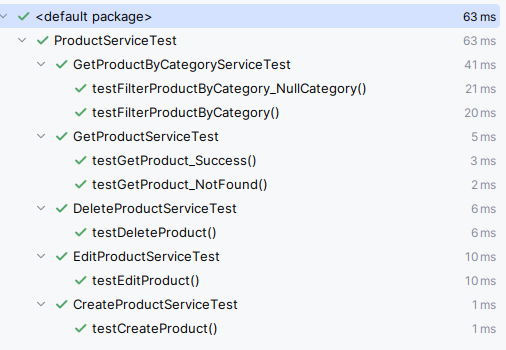 <default package> 63 ms
ProductServiceTest 63 ms
GetProductByCategoryServiceTest 41 ms
testFilterProductByCategory_NullCategory() 21 ms
testFilterProductByCategory() 20 ms
GetProductServiceTest 5 ms
testGetProduct_Success() 3 ms
testGetProduct_NotFound() 2 ms
DeleteProductServiceTest 6 ms
testDeleteProduct() 6 ms
EditProductServiceTest 10 ms
testEditProduct() 10 ms
CreateProductServiceTest 1 ms
testCreateProduct() 1 ms